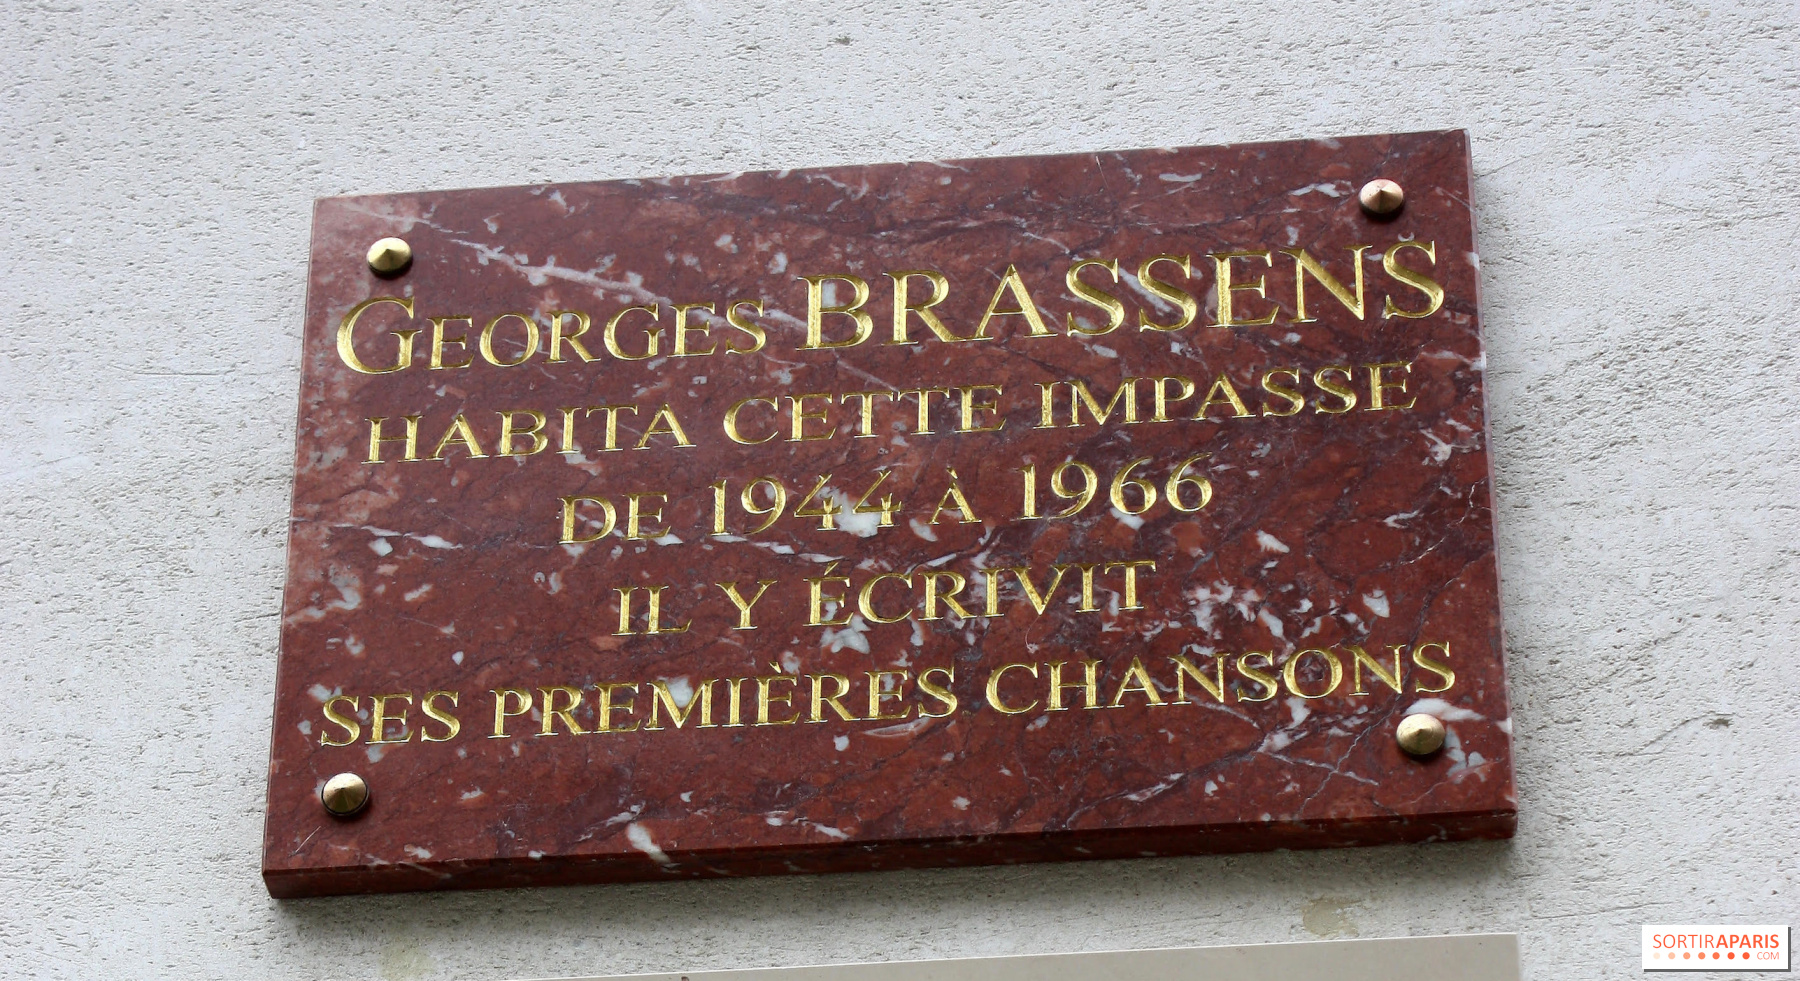 GEORGES BRASSENS
HABITA CETTE IMPASSE
DE 1944 À 1966
IL Y ÉCRIVIT
SES PREMIÈRES CHANSONS
SORTIRAPARIS
.COM